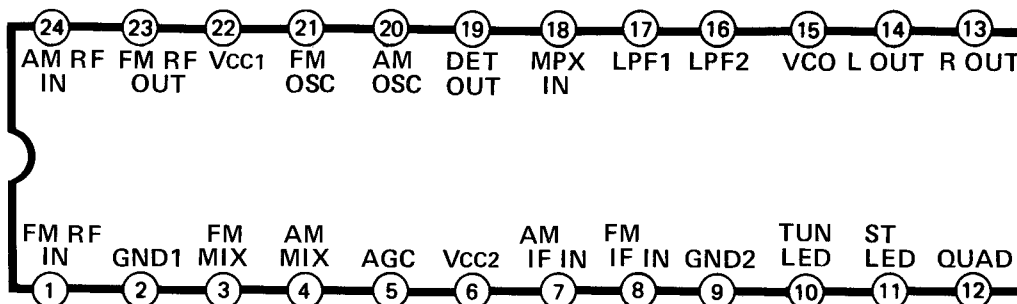 24 23 22 21 20 19 18 17 16 15 14 13
AM RF FM RF VCC1 FM AM DET MPX LPF1 LPF2 VCO L OUT R OUT
IN OUT OSC OSC OUT IN
FM RF FM AM AM FM TUN ST
IN GND1 MIX MIX AGC VCC2 IF IN IF IN GND2 LED LED QUAD
1 2 3 4 5 6 7 8 9 10 11 12